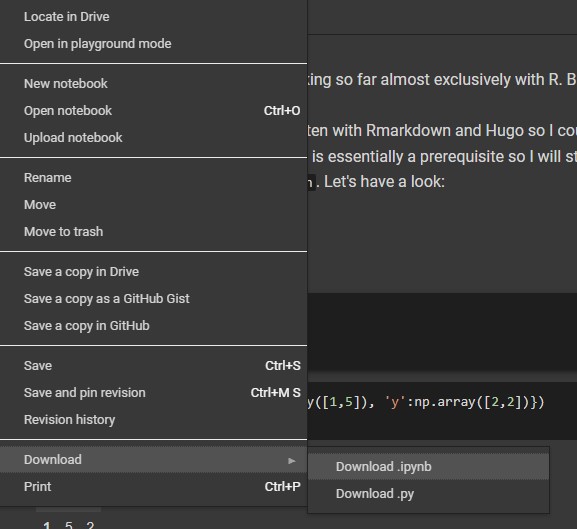 Locate in Drive
Open in playground mode
New notebook
Open notebook Ctrl+O
Upload notebook
Rename
Move
Move to trash
Save a copy in Drive
Save a copy as a GitHub Gist
Save a copy in GitHub
Save Ctrl+S
Save and pin revision Ctrl+M S
Revision history
Download ►
Print Ctrl+P
Download .ipynb
Download .py
king so far almost exclusively with R. B
ten with Rmarkdown and Hugo so I cou
is essentially a prerequisite so I will st
n. Let's have a look:
y([1,5]), 'y':np.array([2,2])})
1 5 2